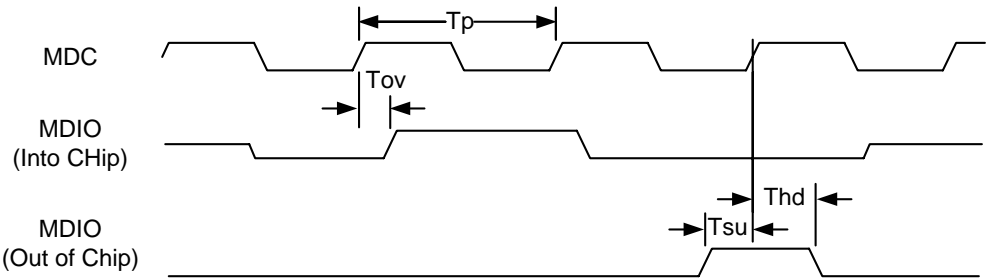 Tp
MDC
Tov
MDIO
(Into CHip)
Thd
MDIO
(Out of Chip)
Tsu